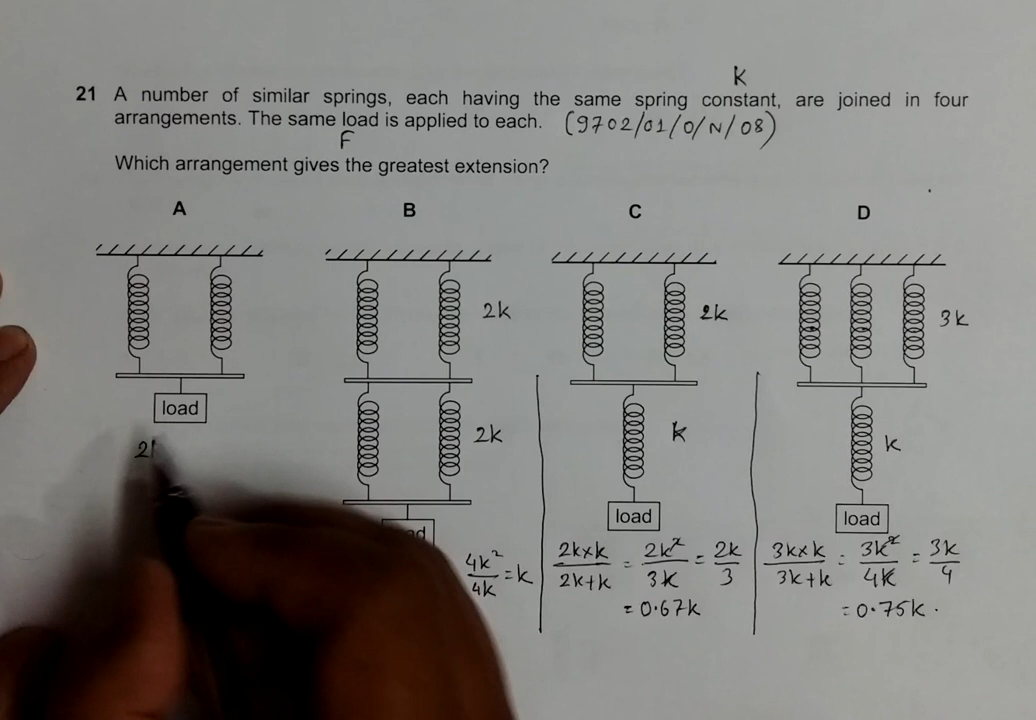 K
21 A number of similar springs, each having the same spring constant, are joined in four
arrangements. The same load is applied to each. (9702/01/O/N/08)
F
Which arrangement gives the greatest extension?
A B C D
2k 2k 3k
load
2k k k
load load
4k²/4k = k
2k×k/2k+k = 2k²/3k = 2k/3
= 0.67k
3k×k/3k+k = 3k²/4k = 3k/4
= 0.75k.